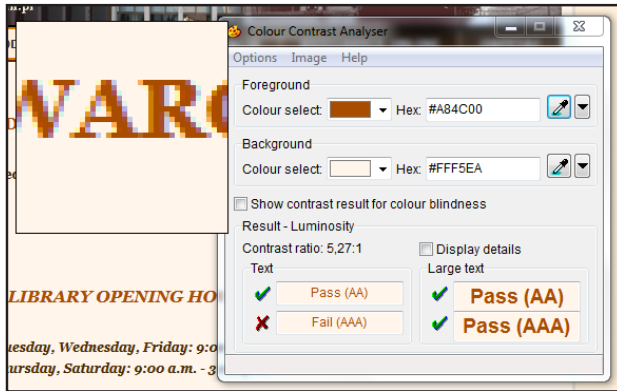 WARO
LIBRARY OPENING HO
Tuesday, Wednesday, Friday: 9:0
ursday, Saturday: 9:00 a.m. - 3
Colour Contrast Analyser
Options Image Help
Foreground
Colour select: Hex: #A84C00
Background
Colour select: Hex: #FFF5EA
Show contrast result for colour blindness
Result - Luminosity
Contrast ratio: 5,27:1 Display details
Text Large text
Pass (AA) Pass (AA)
Fail (AAA) Pass (AAA)